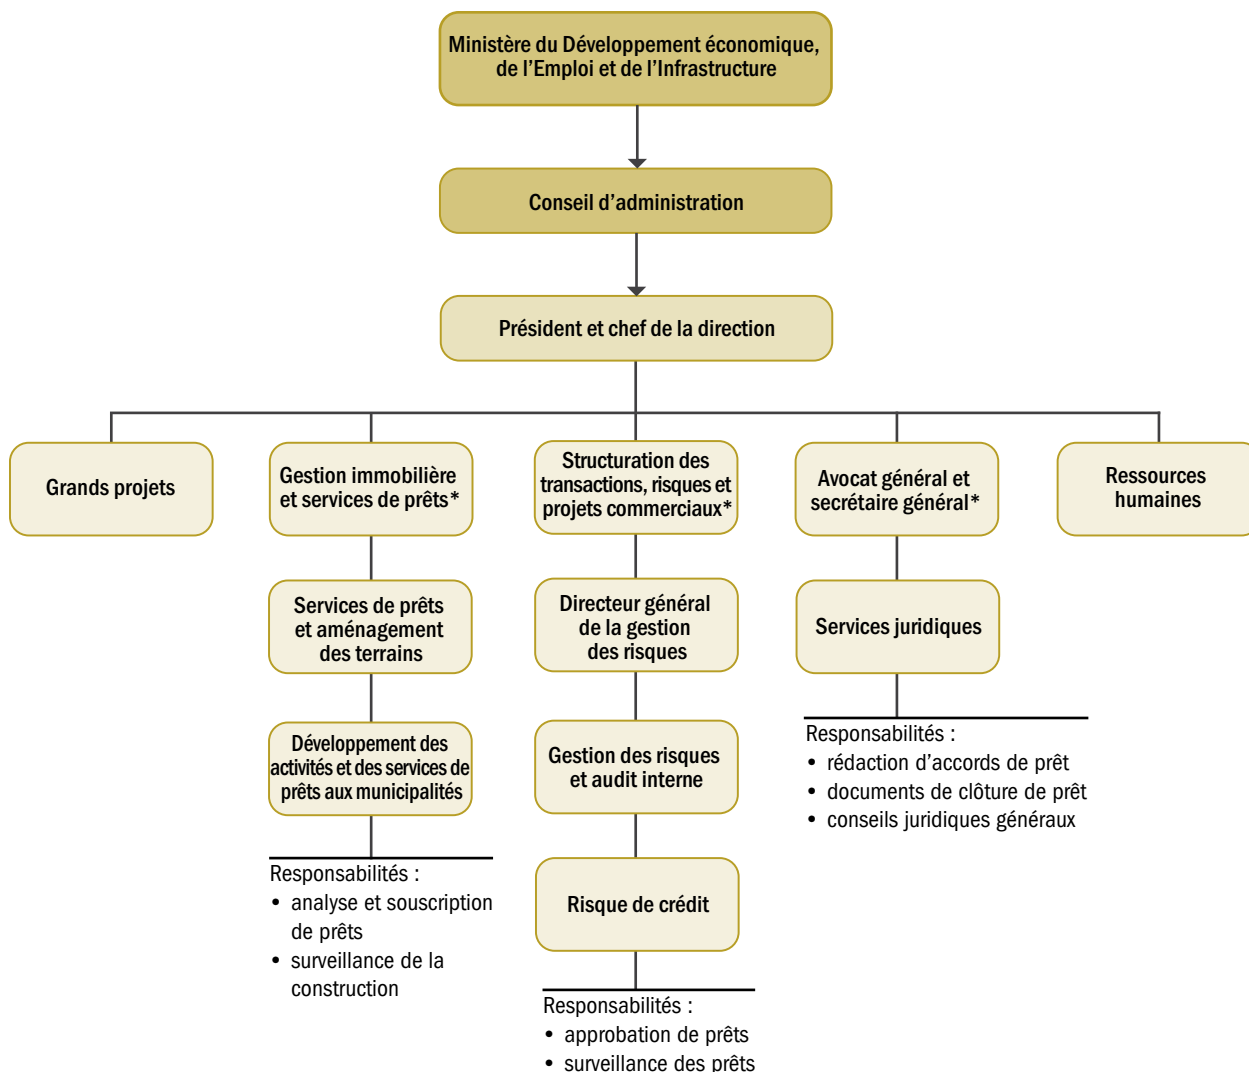 Ministère du Développement économique,
de l’Emploi et de l’Infrastructure
Conseil d’administration
Président et chef de la direction
Grands projets
Gestion immobilière
et services de prêts*
Structuration des
transactions, risques et
projets commerciaux*
Avocat général et
secrétaire général*
Ressources
humaines
Services de prêts
et aménagement
des terrains
Directeur général
de la gestion
des risques
Services juridiques
Développement des
activités et des services de
prêts aux municipalités
Gestion des risques
et audit interne
Responsabilités :
• rédaction d’accords de prêt
• documents de clôture de prêt
• conseils juridiques généraux
Responsabilités :
• analyse et souscription
de prêts
• surveillance de la
construction
Risque de crédit
Responsabilités :
• approbation de prêts
• surveillance des prêts